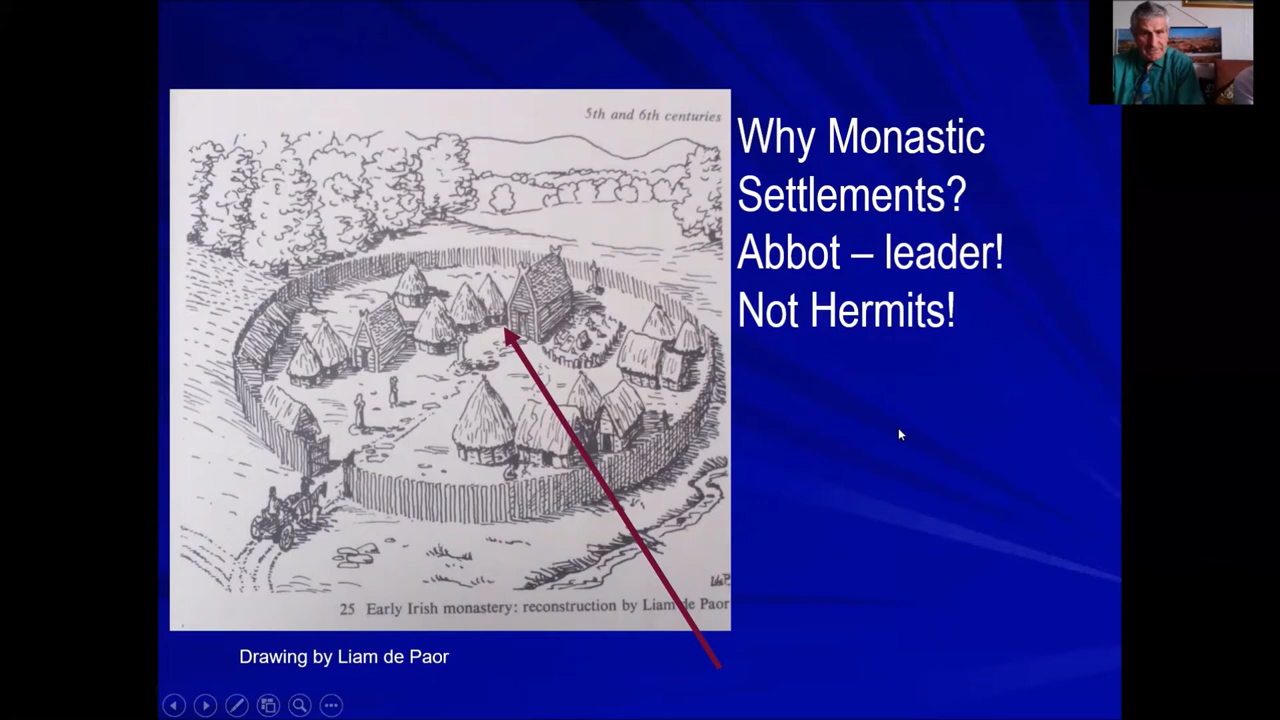 5th and 6th centuries
Why Monastic
Settlements?
Abbot – leader!
Not Hermits!
25 Early Irish monastery: reconstruction by Liam de Paor
Drawing by Liam de Paor